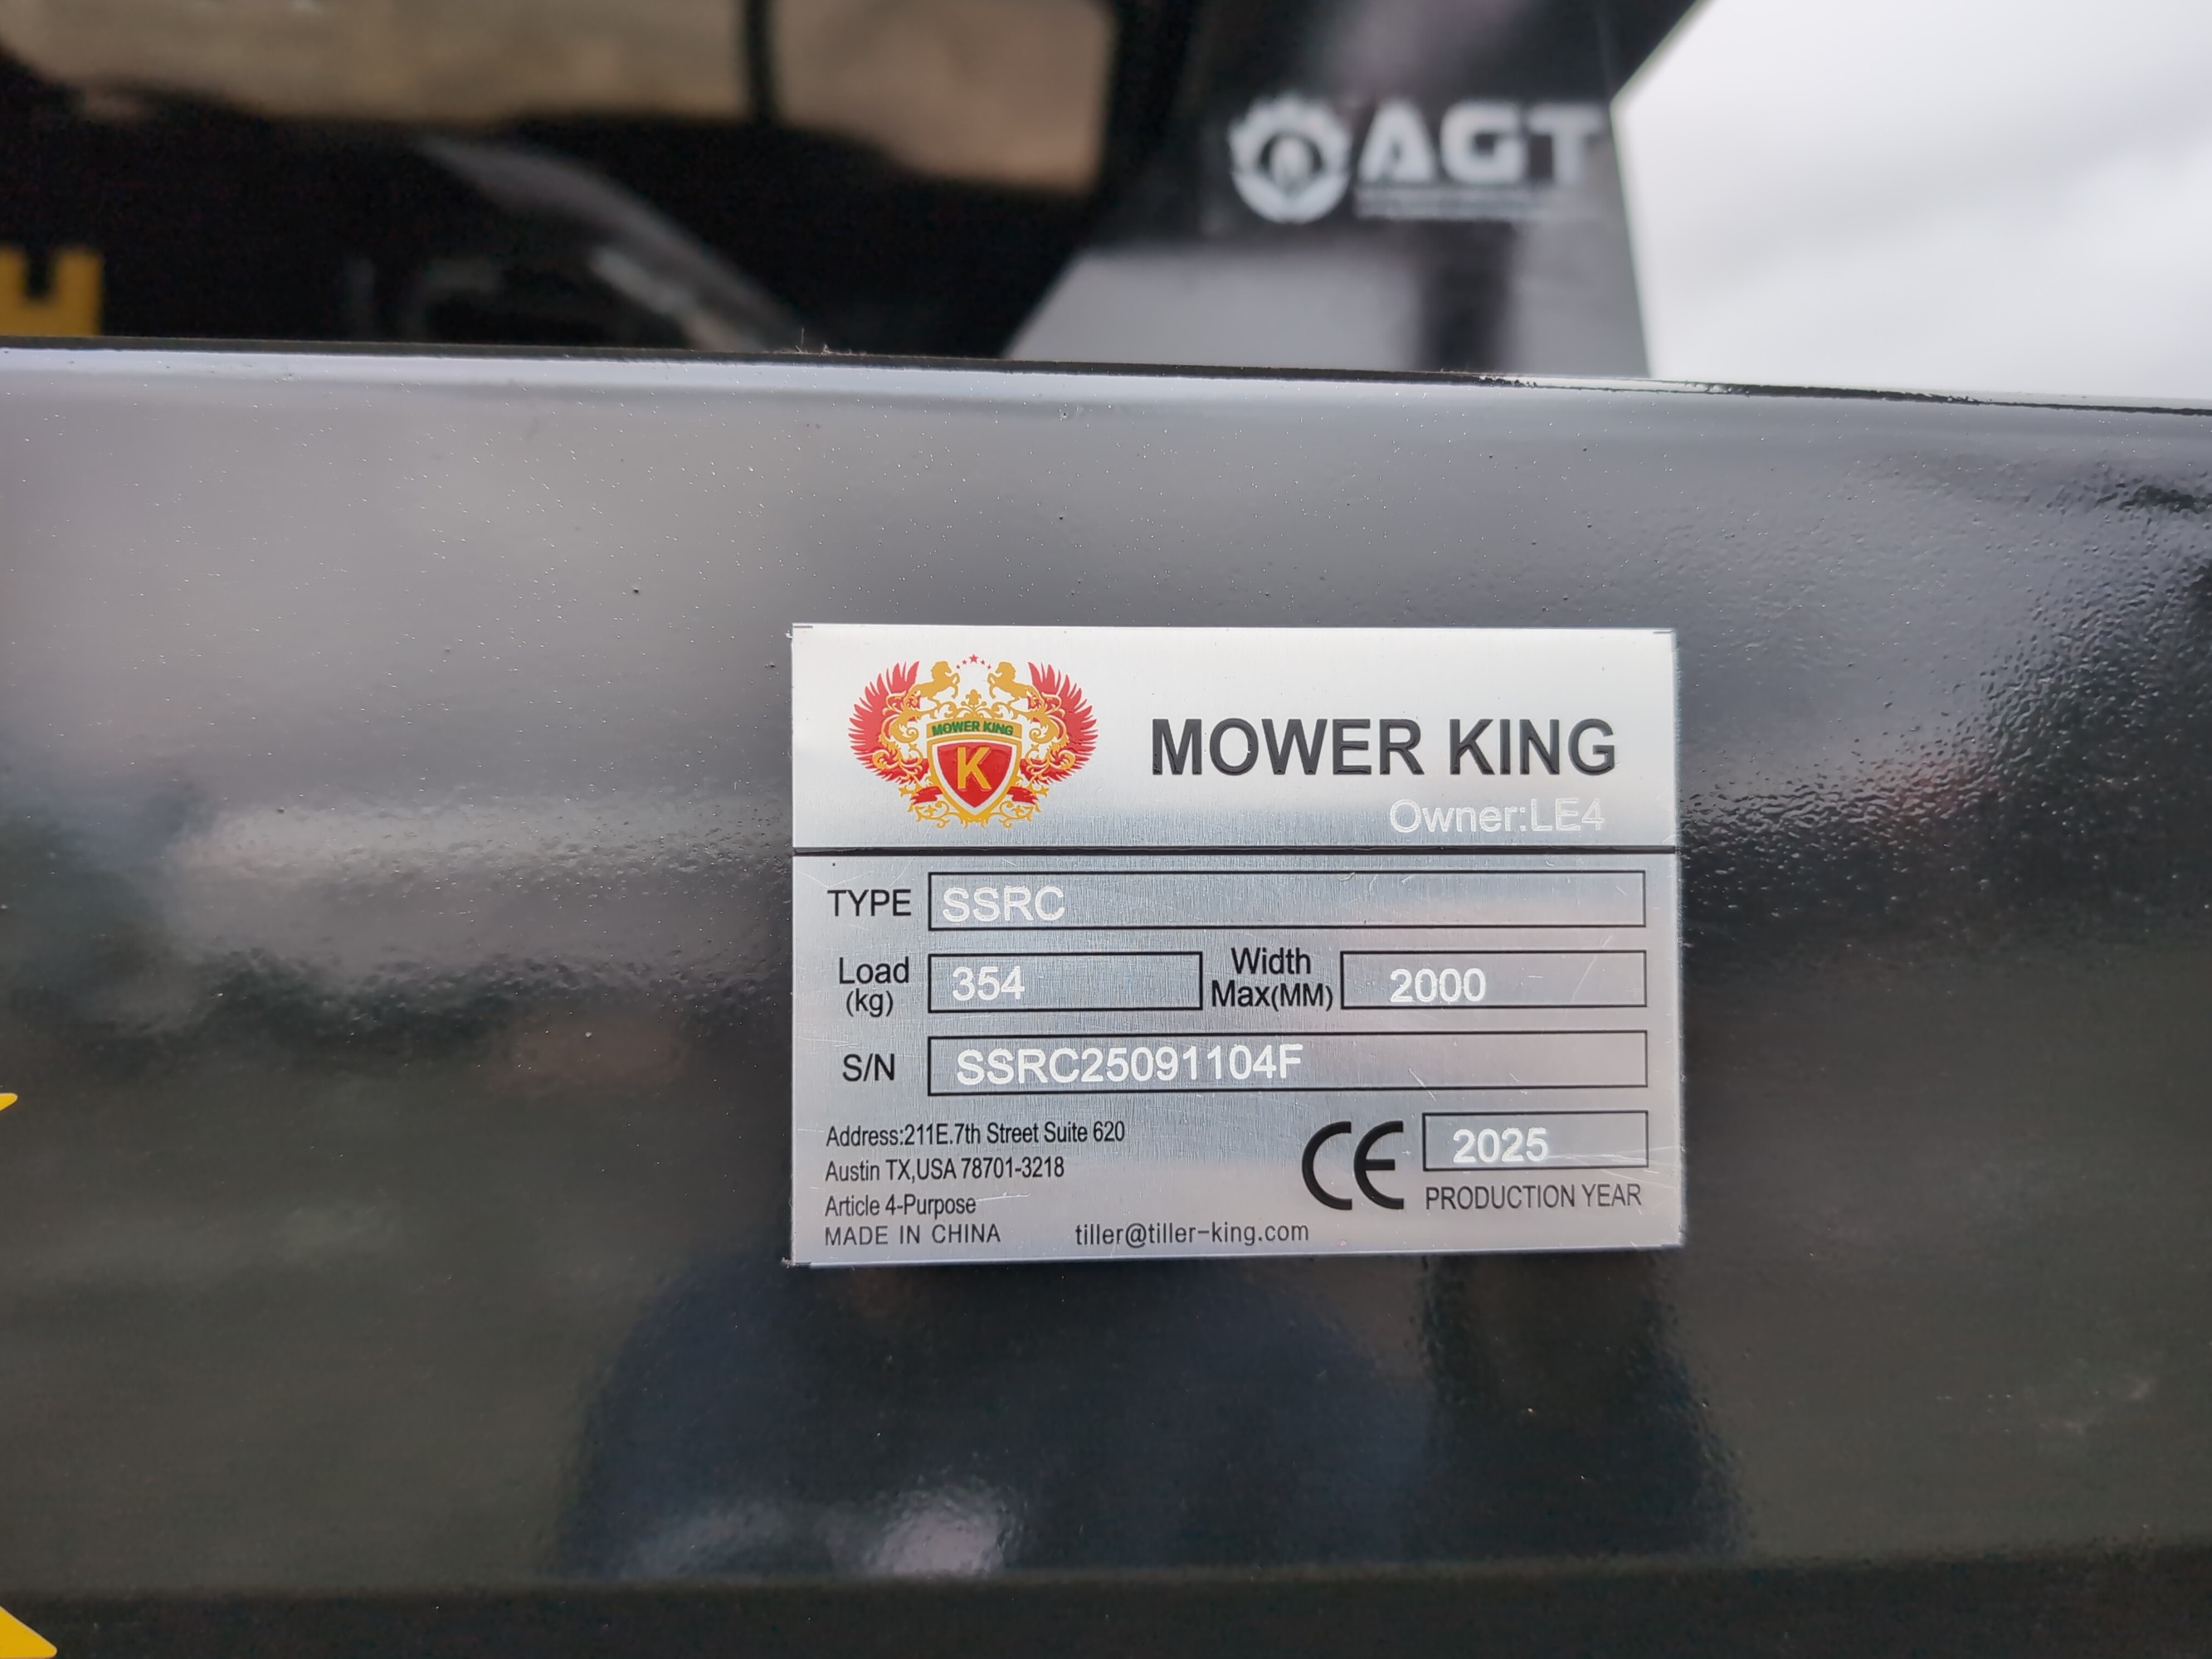 AGT
MOWER KING
K
MOWER KING
Owner:LE4
TYPE SSRC
Load (kg) 354 Width Max(MM) 2000
S/N SSRC25091104F
Address:211E.7th Street Suite 620
Austin TX,USA 78701-3218
Article 4-Purpose
MADE IN CHINA tiller@tiller-king.com
CE 2025
PRODUCTION YEAR